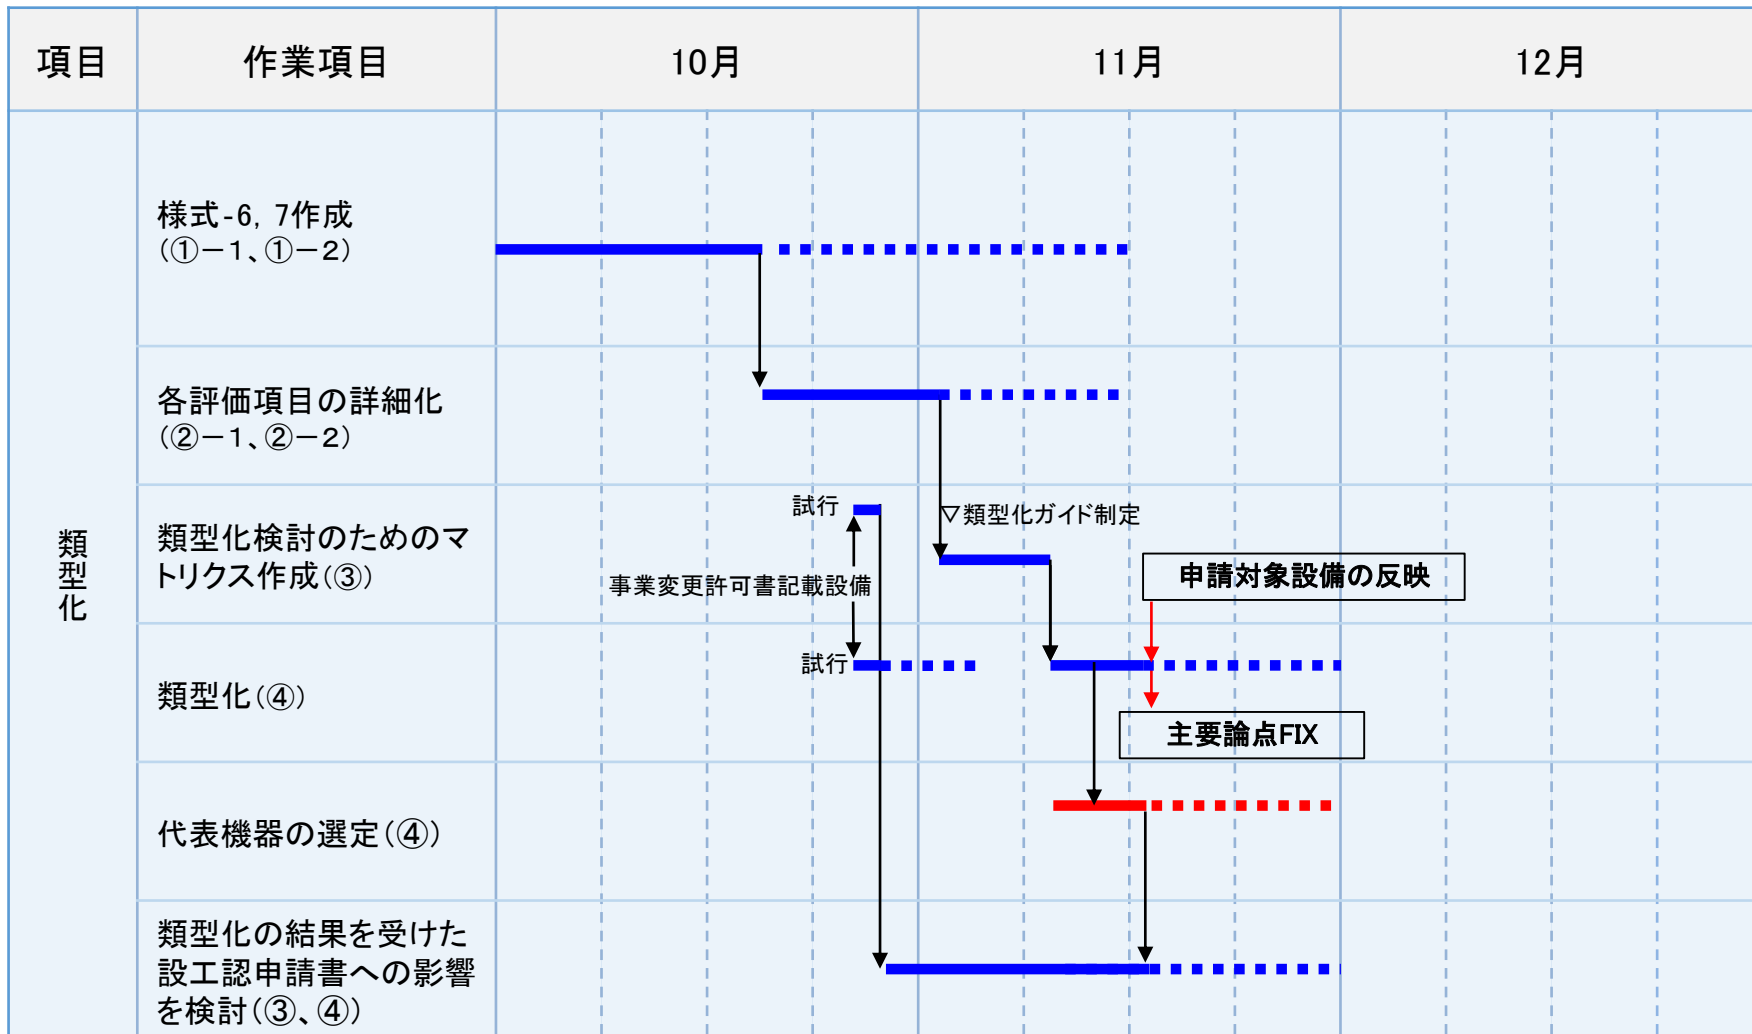 項目
作業項目
10月
11月
12月
類型化
様式-6, 7作成
(①－1、①－2)
各評価項目の詳細化
(②－1、②－2)
類型化検討のためのマ
トリクス作成(③)
試行
▽類型化ガイド制定
事業変更許可書記載設備
申請対象設備の反映
類型化(④)
試行
主要論点FIX
代表機器の選定(④)
類型化の結果を受けた
設工認申請書への影響
を検討(③、④)